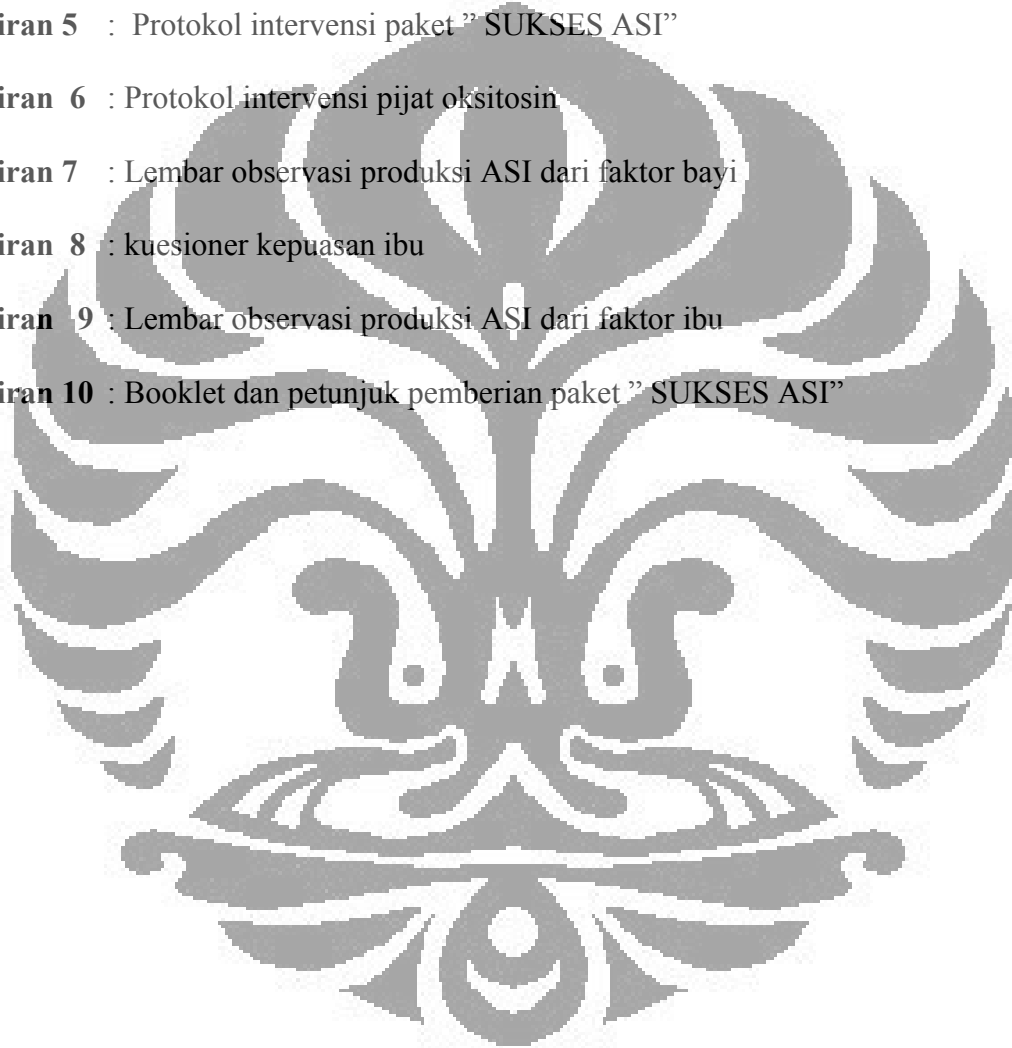 iran 5 : Protokol intervensi paket ” SUKSES ASI”
iran 6 : Protokol intervensi pijat oksitosin
iran 7 : Lembar observasi produksi ASI dari faktor bayi
iran 8 : kuesioner kepuasan ibu
iran 9 : Lembar observasi produksi ASI dari faktor ibu
iran 10 : Booklet dan petunjuk pemberian paket ” SUKSES ASI”